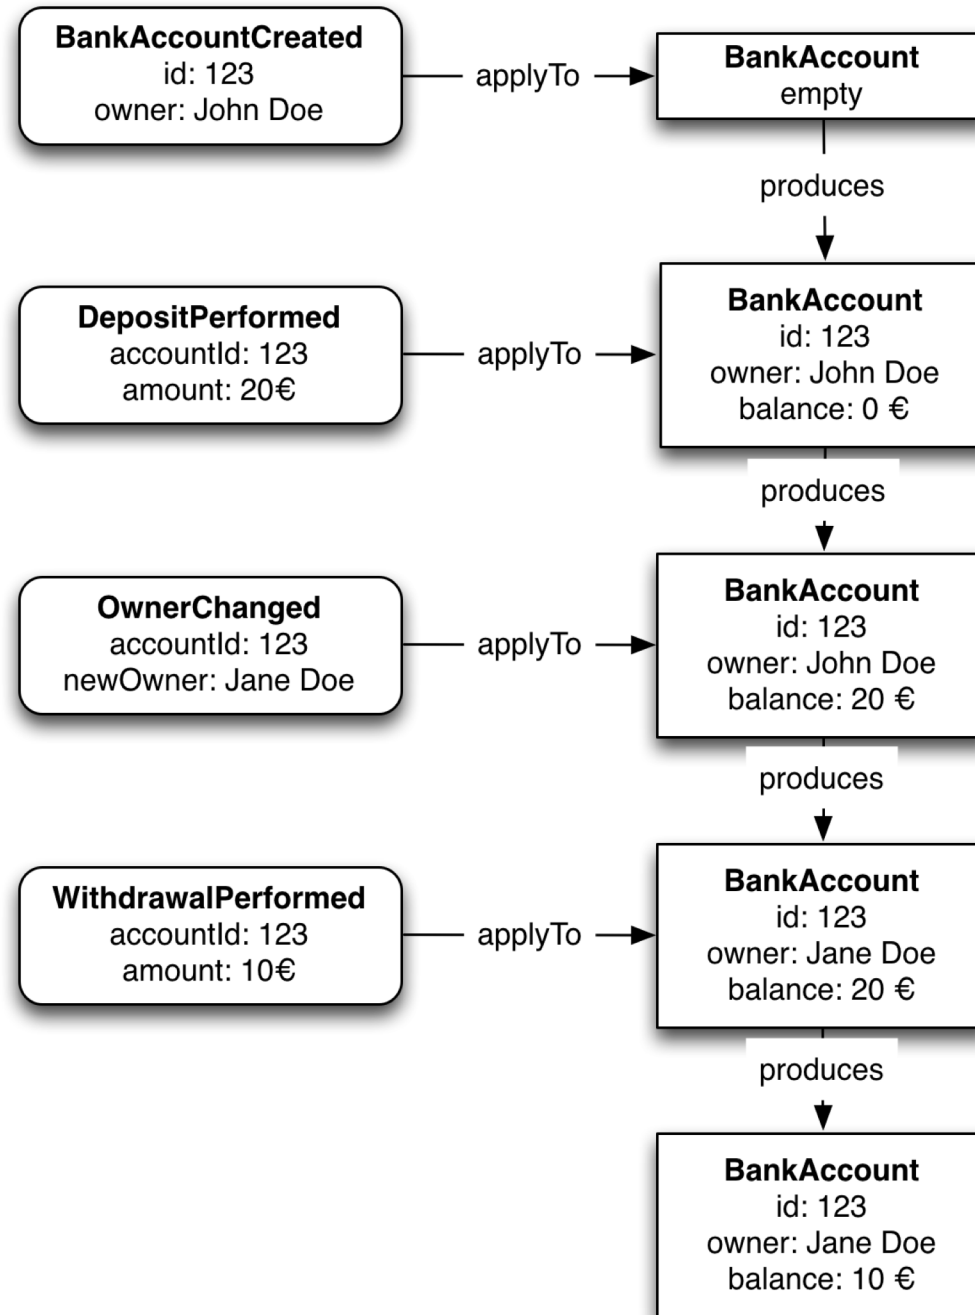 BankAccountCreated
id: 123
owner: John Doe
applyTo
BankAccount
empty
produces
DepositPerformed
accountId: 123
amount: 20€
applyTo
BankAccount
id: 123
owner: John Doe
balance: 0 €
produces
OwnerChanged
accountId: 123
newOwner: Jane Doe
applyTo
BankAccount
id: 123
owner: John Doe
balance: 20 €
produces
WithdrawalPerformed
accountId: 123
amount: 10€
applyTo
BankAccount
id: 123
owner: Jane Doe
balance: 20 €
produces
BankAccount
id: 123
owner: Jane Doe
balance: 10 €